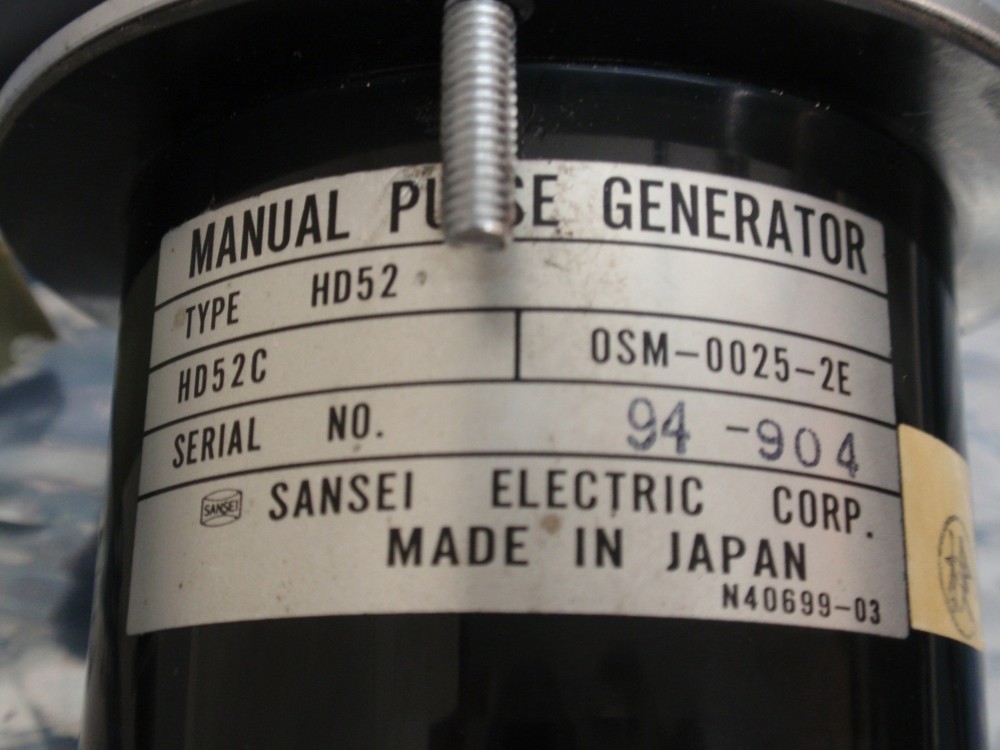 MANUAL PULSE GENERATOR
TYPE HD52
HD52C OSM-0025-2E
SERIAL NO. 94-904
SANSEI SANSEI ELECTRIC CORP.
MADE IN JAPAN
N40699-03